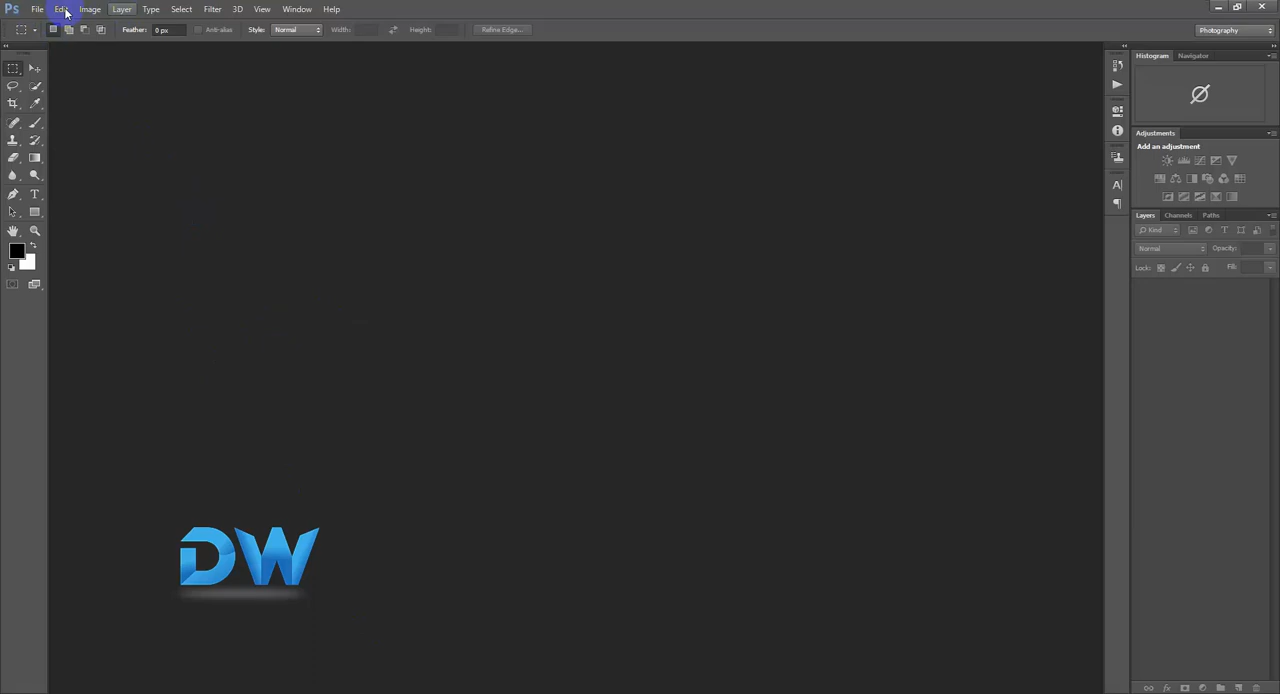 Ps File Edit Image Layer Type Select Filter 3D View Window Help
Feather: 0 px Anti-alias Style: Normal Width: Height: Refine Edge... Photography
Histogram Navigator
Adjustments
Add an adjustment
Layers Channels Paths
Kind
Normal Opacity:
Lock: Fill:
DW